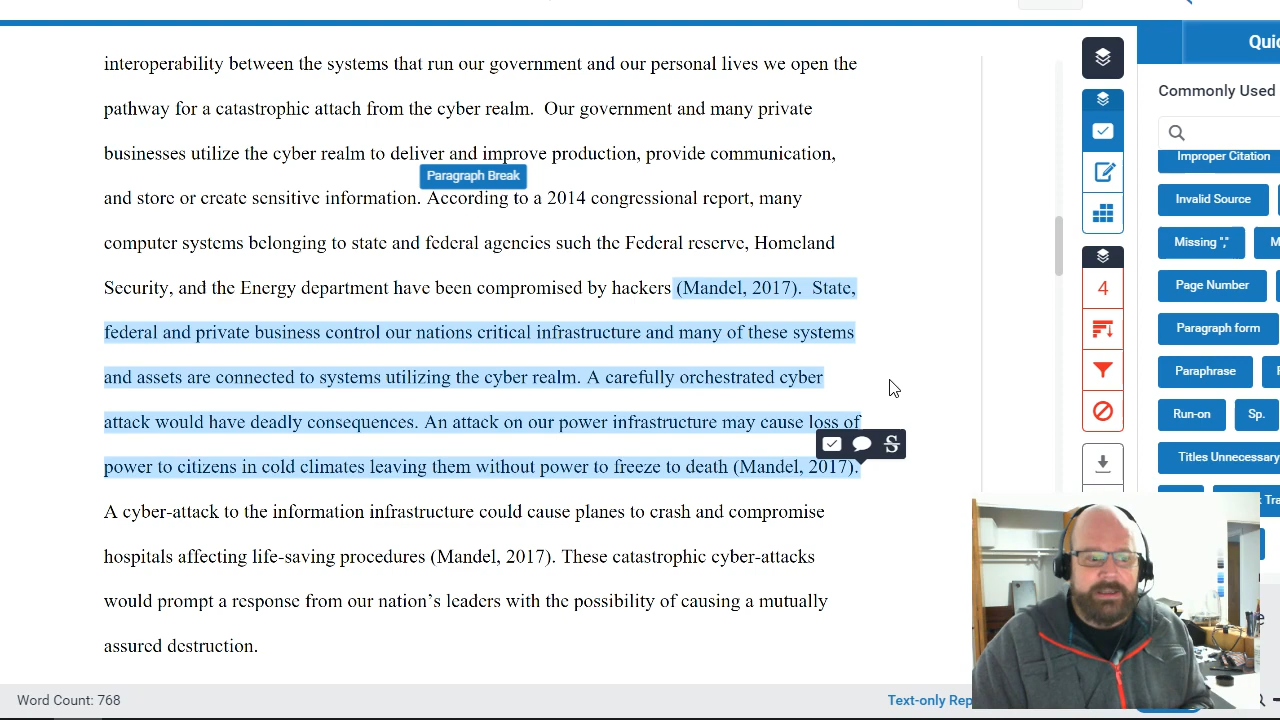 interoperability between the systems that run our government and our personal lives we open the
pathway for a catastrophic attach from the cyber realm.  Our government and many private
businesses utilize the cyber realm to deliver and improve production, provide communication,
Paragraph Break
and store or create sensitive information. According to a 2014 congressional report, many
computer systems belonging to state and federal agencies such the Federal reserve, Homeland
Security, and the Energy department have been compromised by hackers (Mandel, 2017).  State,
federal and private business control our nations critical infrastructure and many of these systems
and assets are connected to systems utilizing the cyber realm. A carefully orchestrated cyber
attack would have deadly consequences. An attack on our power infrastructure may cause loss of
power to citizens in cold climates leaving them without power to freeze to death (Mandel, 2017).
A cyber-attack to the information infrastructure could cause planes to crash and compromise
hospitals affecting life-saving procedures (Mandel, 2017). These catastrophic cyber-attacks
would prompt a response from our nation's leaders with the possibility of causing a mutually
assured destruction.
Word Count: 768
Text-only Rep
4
Quic
Commonly Used
Improper Citation
Invalid Source
Missing ","
M
Page Number
Paragraph form
Paraphrase
Run-on
Sp.
Titles Unnecessary
Tra